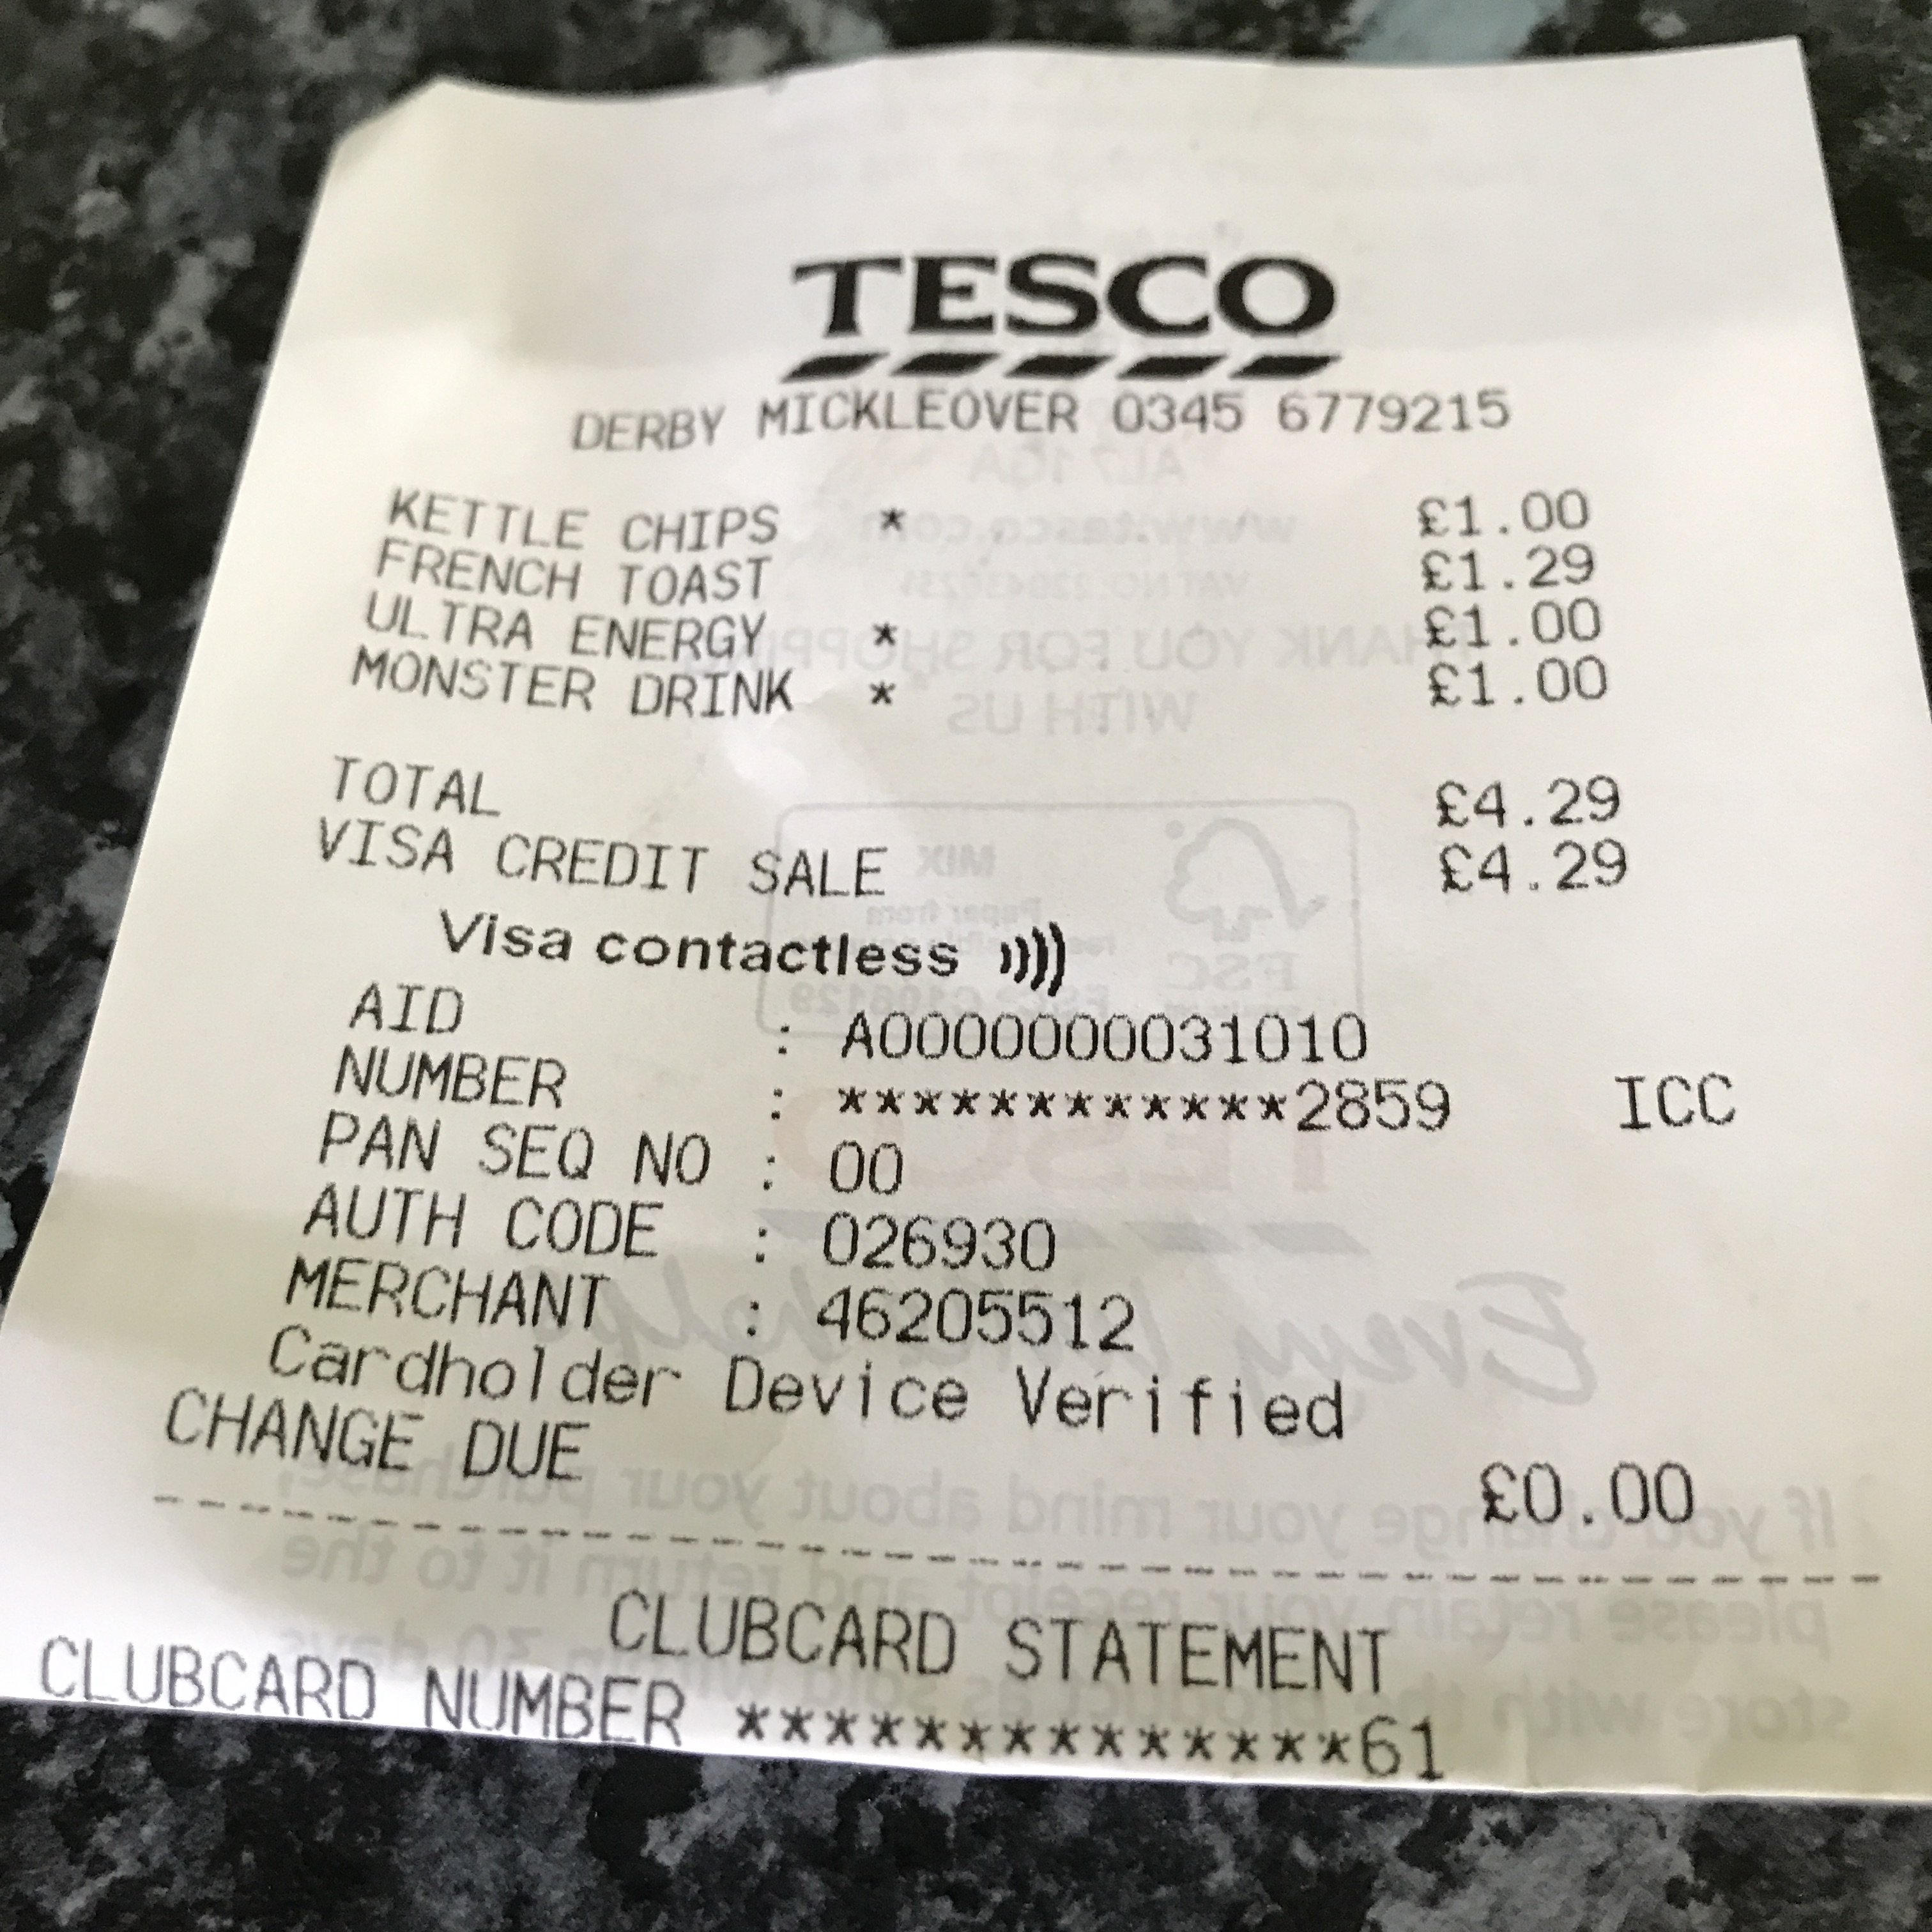 TESCO
DERBY MICKLEOVER 0345 6779215
KETTLE CHIPS * £1.00
FRENCH TOAST £1.29
ULTRA ENERGY * £1.00
MONSTER DRINK * £1.00
TOTAL £4.29
VISA CREDIT SALE £4.29
Visa contactless
AID : A0000000031010
NUMBER : ************2859 ICC
PAN SEQ NO : 00
AUTH CODE : 026930
MERCHANT : 46205512
Cardholder Device Verified
CHANGE DUE £0.00
CLUBCARD STATEMENT
CLUBCARD NUMBER **************61